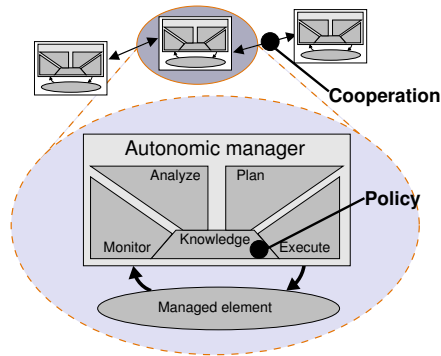 Cooperation
Autonomic manager
Analyze
Plan
Policy
Monitor
Knowledge
Execute
Managed element